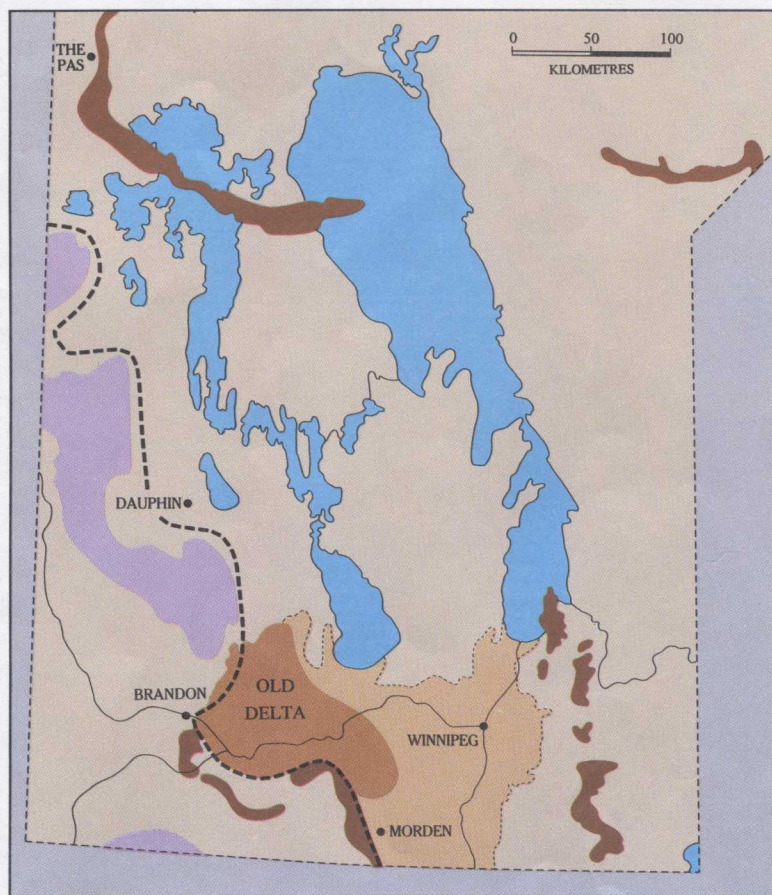 THE
PAS
0 50 100
KILOMETRES
DAUPHIN
BRANDON
OLD
DELTA
WINNIPEG
MORDEN